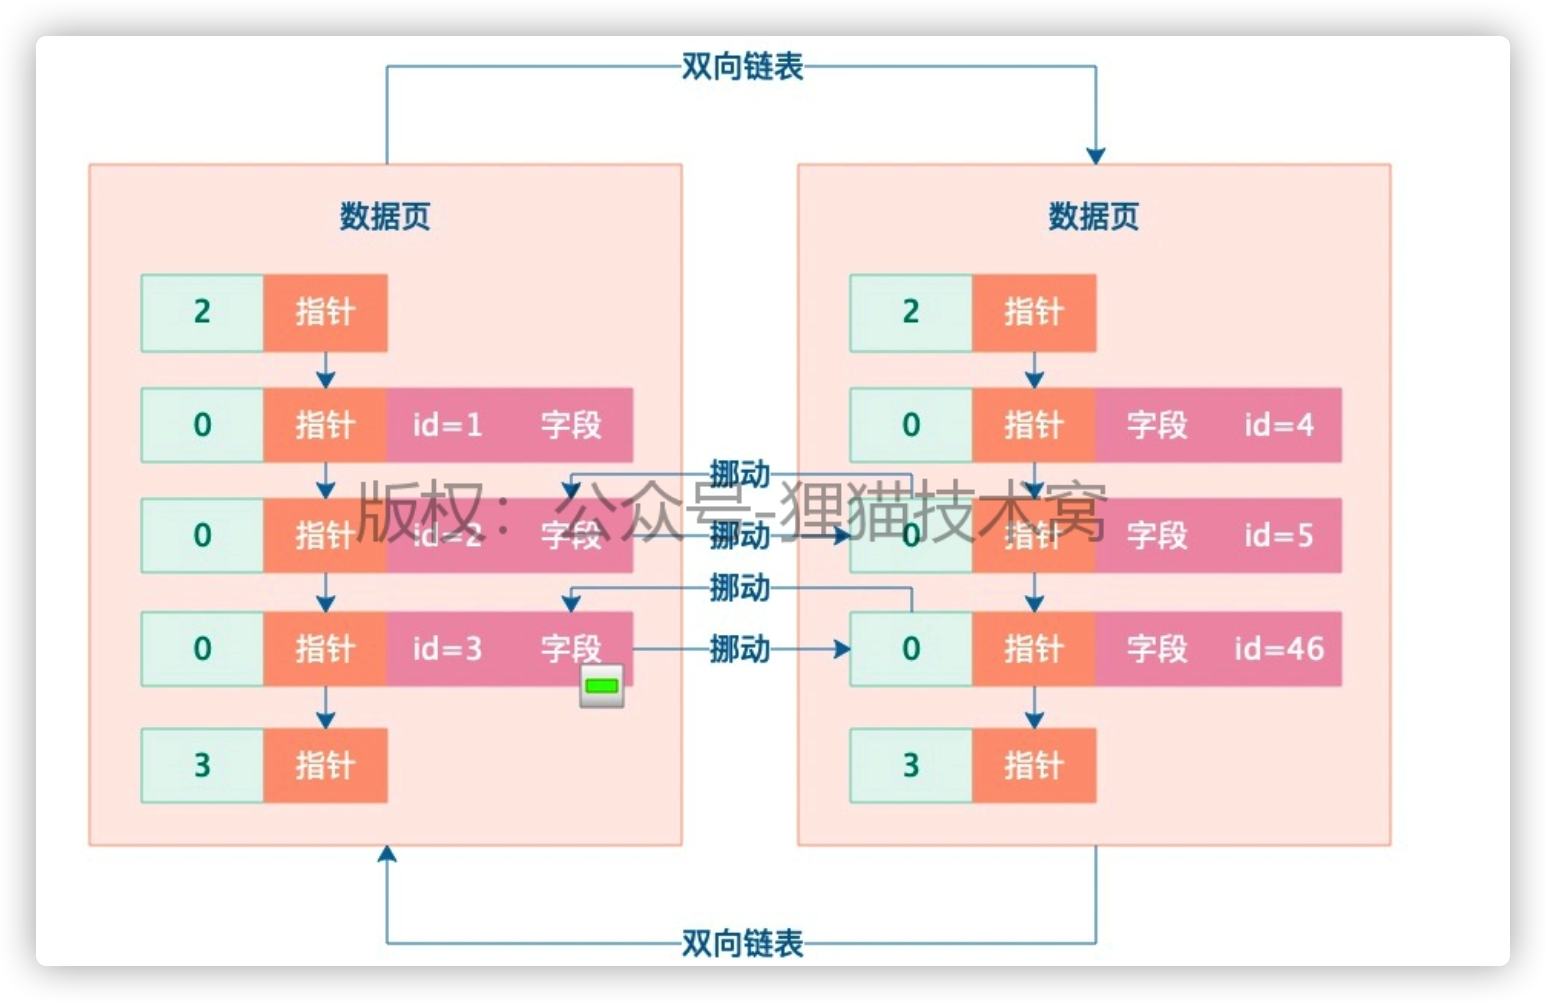 双向链表
数据页
2 指针
0 指针 id=1 字段
0 指针 id=2 字段
0 指针 id=3 字段
3 指针
挪动
挪动
挪动
挪动
数据页
2 指针
0 指针 字段 id=4
0 指针 字段 id=5
0 指针 字段 id=46
3 指针
双向链表
版权：公众号-狸猫技术窝